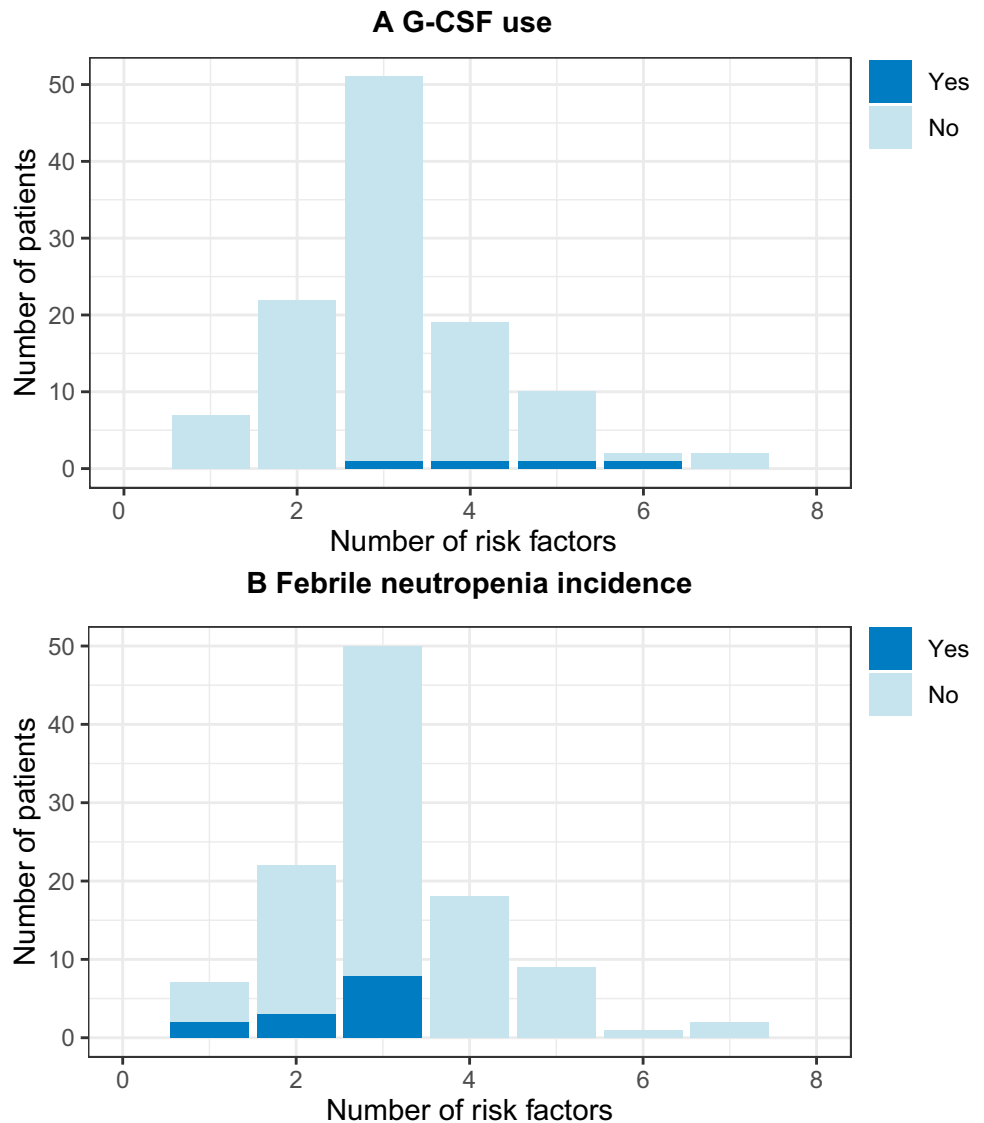 A G-CSF use
Number of patients
50
40
30
20
10
0
0 2 4 6 8
Number of risk factors
Yes
No
B Febrile neutropenia incidence
Number of patients
50
40
30
20
10
0
0 2 4 6 8
Number of risk factors
Yes
No